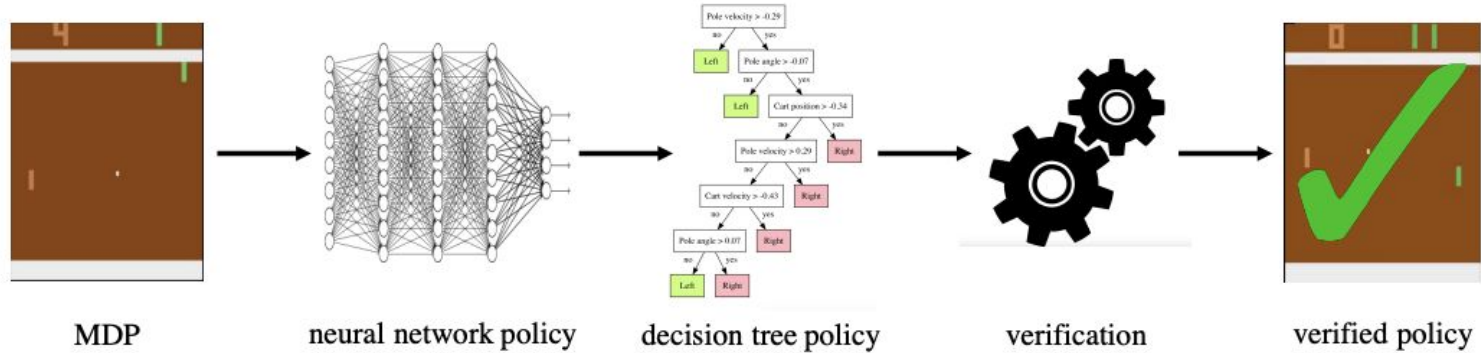 4
0
Pole velocity > -0.29
no yes
Left
Pole angle > -0.07
no yes
Left
Cart position > -0.34
no yes
Pole velocity > 0.29
Right
no yes
Cart velocity > -0.43
Right
no yes
Pole angle > 0.07
Right
no yes
Left
Right
MDP
neural network policy
decision tree policy
verification
verified policy